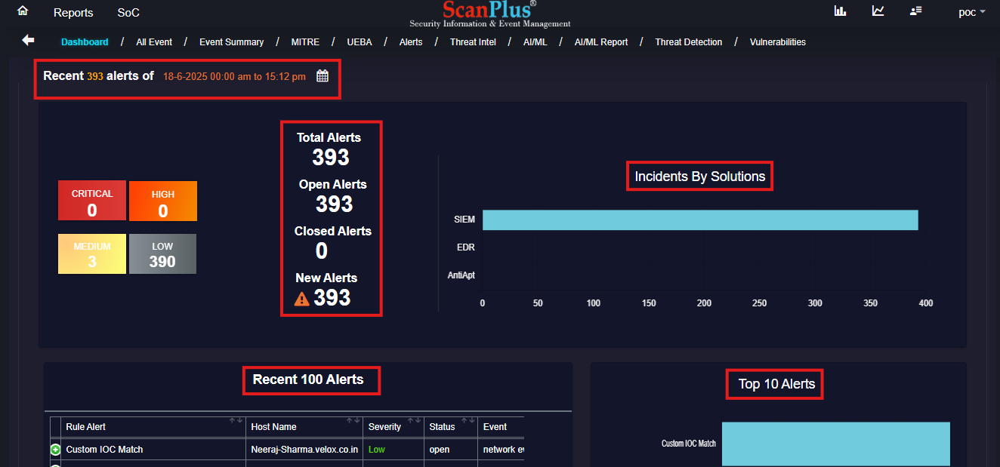 Reports SoC
ScanPlus®
Security Information & Event Management
poc
Dashboard / All Event / Event Summary / MITRE / UEBA / Alerts / Threat Intel / AI/ML / AI/ML Report / Threat Detection / Vulnerabilities
Recent 393 alerts of 18-6-2025 00:00 am to 15:12 pm
CRITICAL
0
HIGH
0
MEDIUM
3
LOW
390
Total Alerts
393
Open Alerts
393
Closed Alerts
0
New Alerts
393
Incidents By Solutions
SIEM
EDR
AntiApt
0 50 100 150 200 250 300 350 400
Recent 100 Alerts
Rule Alert Host Name Severity Status Event
Custom IOC Match Neeraj-Sharma.velox.co.in Low open network
Top 10 Alerts
Custom IOC Match